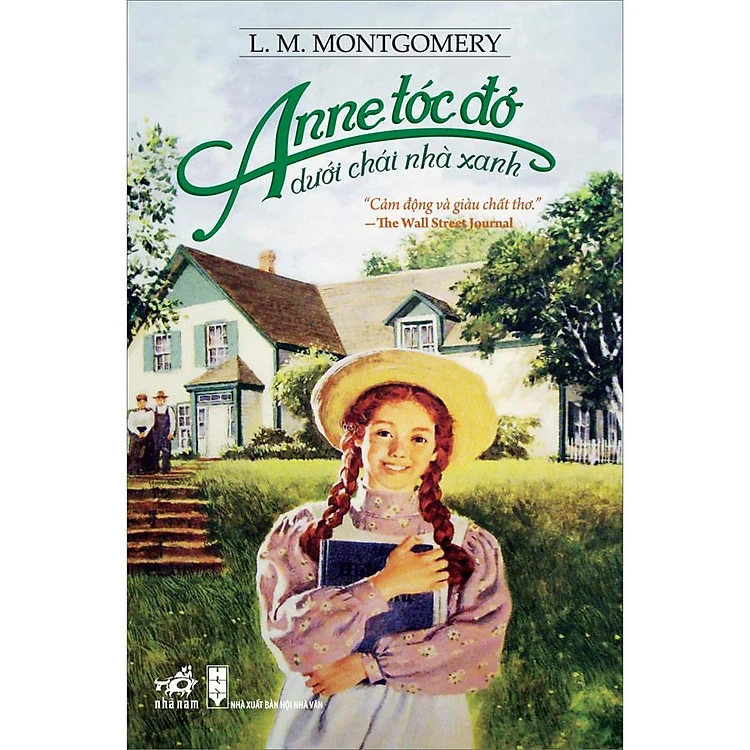 L. M. MONTGOMERY
Anne tóc đỏ
dưới chái nhà xanh
“Cảm động và giàu chất thơ.”
—The Wall Street Journal
nhã nam
HNV
NHÀ XUẤT BẢN HỘI NHÀ VĂN